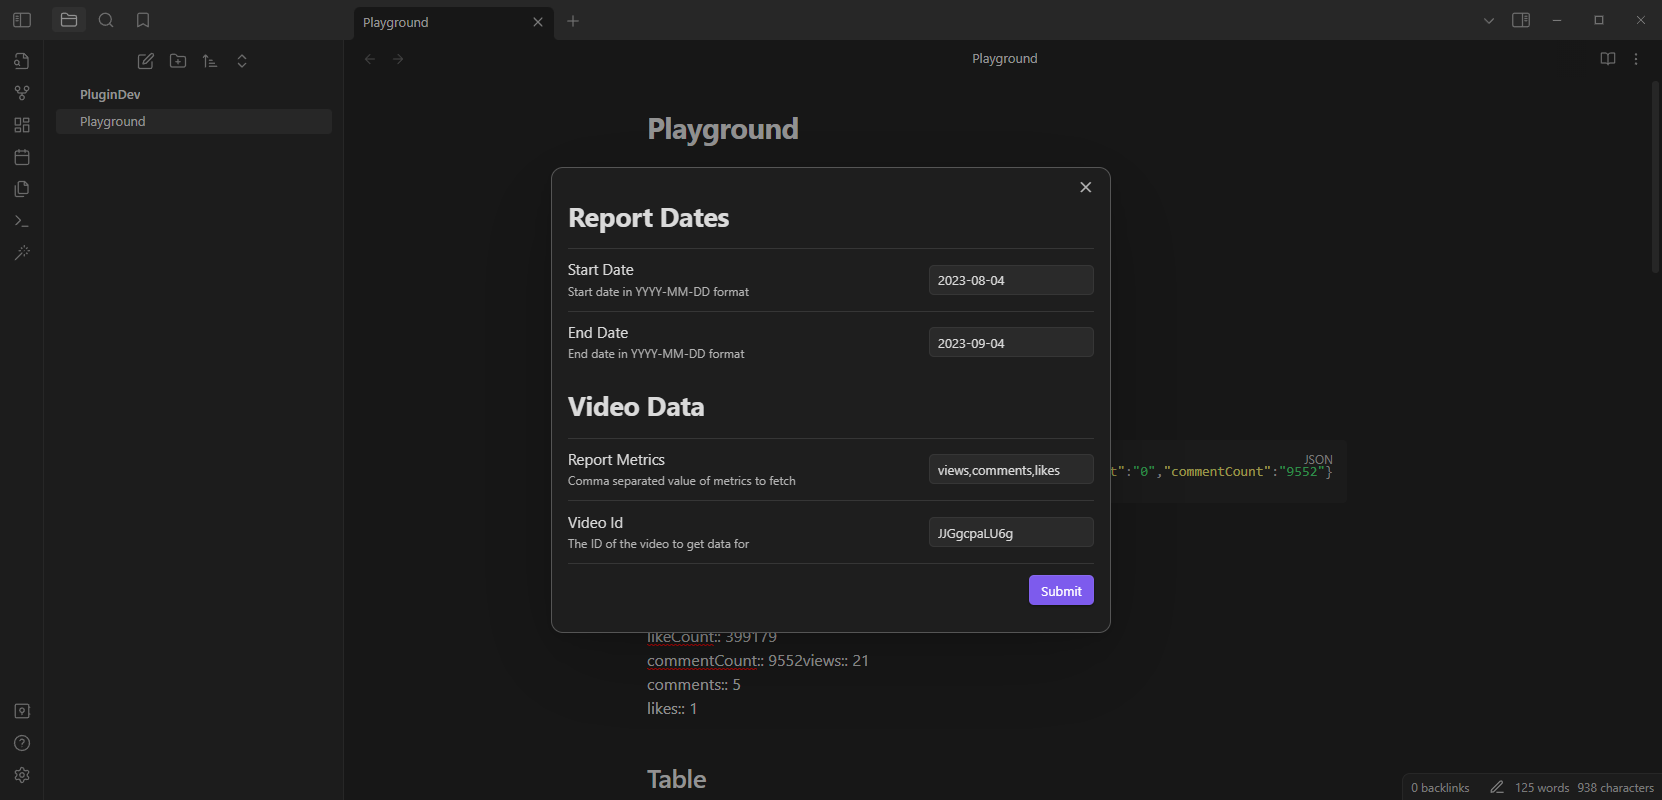 Playground
PluginDev
Playground
Playground
Playground
Report Dates
Start Date
Start date in YYYY-MM-DD format
2023-08-04
End Date
End date in YYYY-MM-DD format
2023-09-04
Video Data
Report Metrics
Comma separated value of metrics to fetch
views,comments,likes
JSON
t":"0","commentCount":"9552"}
Video Id
The ID of the video to get data for
JJGgcpaLU6g
Submit
likeCount:: 399179
commentCount:: 9552views:: 21
comments:: 5
likes:: 1
Table
0 backlinks 125 words 938 characters